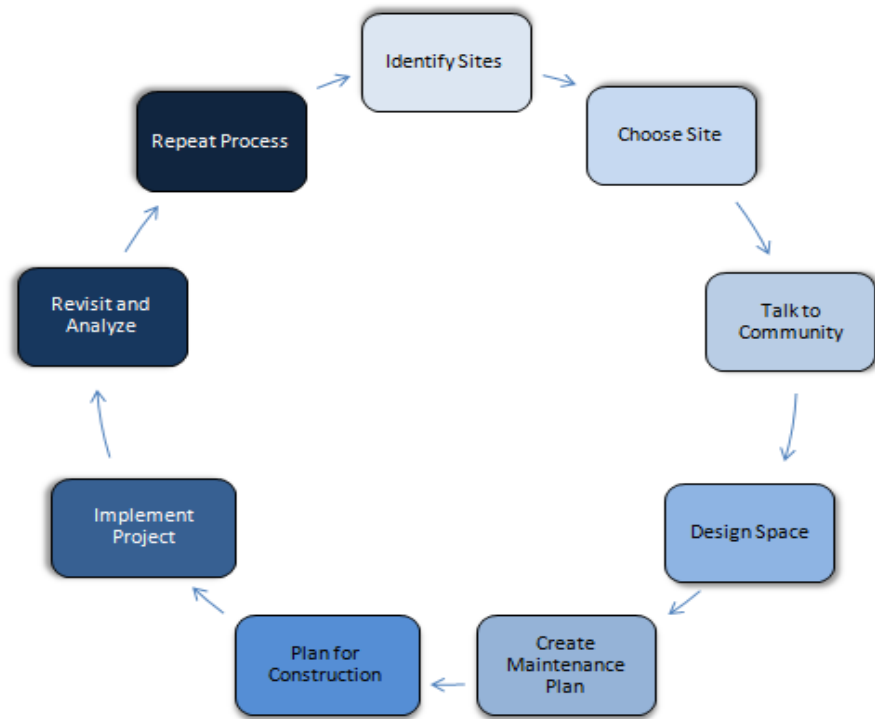 Identify Sites
Choose Site
Talk to
Community
Design Space
Create
Maintenance
Plan
Plan for
Construction
Implement
Project
Revisit and
Analyze
Repeat Process